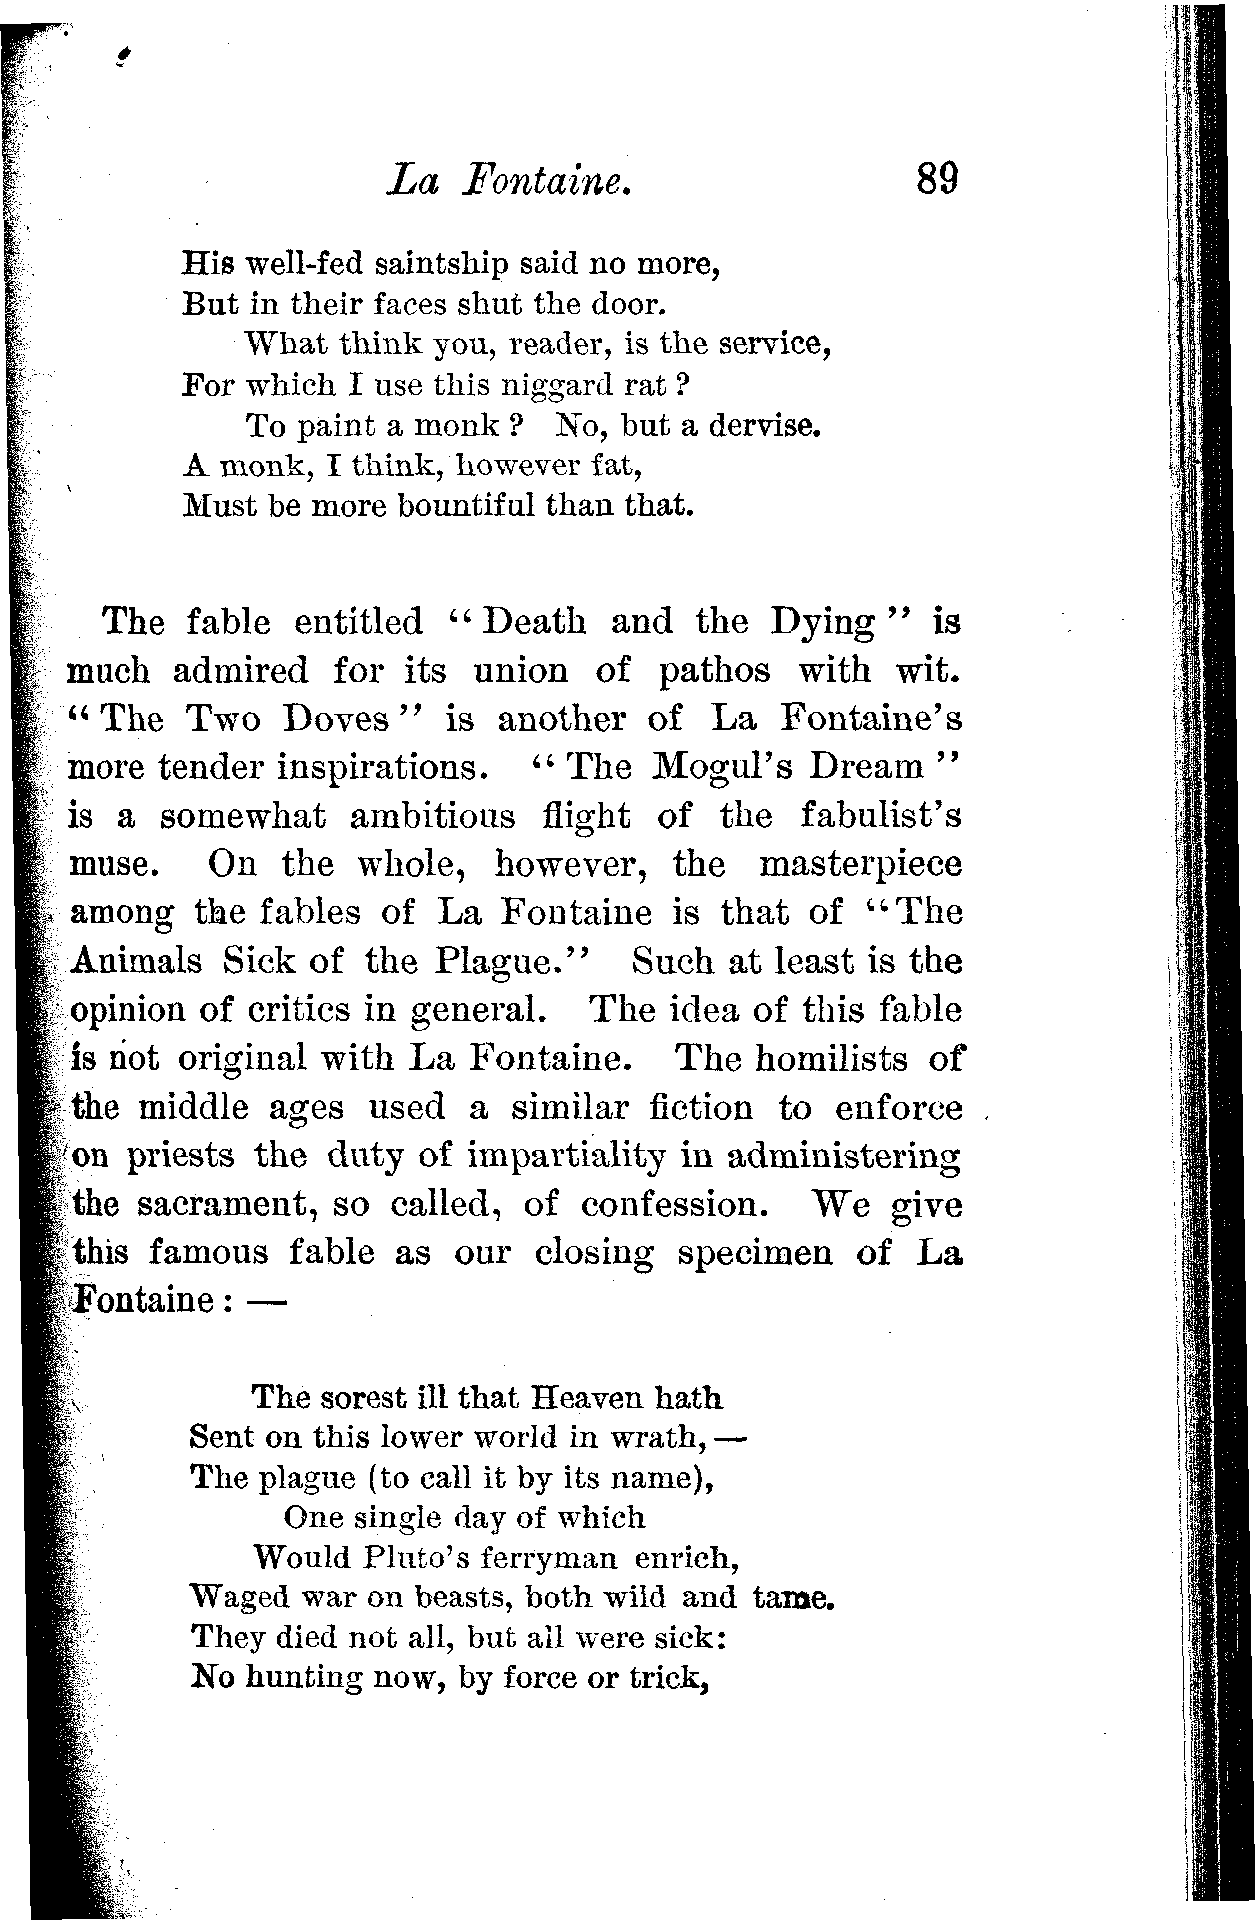 La Fontaine. 89
His well-fed saintship said no more,
But in their faces shut the door.
What think you, reader, is the service,
For which I use this niggard rat ?
To paint a monk ? No, but a dervise.
A monk, I think, however fat,
Must be more bountiful than that.
The fable entitled “ Death and the Dying ” is
much admired for its union of pathos with wit.
“ The Two Doves ” is another of La Fontaine’s
more tender inspirations. “ The Mogul’s Dream ”
is a somewhat ambitious flight of the fabulist’s
muse. On the whole, however, the masterpiece
among the fables of La Fontaine is that of “The
Animals Sick of the Plague.” Such at least is the
opinion of critics in general. The idea of this fable
is not original with La Fontaine. The homilists of
the middle ages used a similar fiction to enforce
on priests the duty of impartiality in administering
the sacrament, so called, of confession. We give
this famous fable as our closing specimen of La
Fontaine : —
The sorest ill that Heaven hath
Sent on this lower world in wrath, —
The plague (to call it by its name),
One single day of which
Would Pluto’s ferryman enrich,
Waged war on beasts, both wild and tame.
They died not all, but all were sick:
No hunting now, by force or trick,